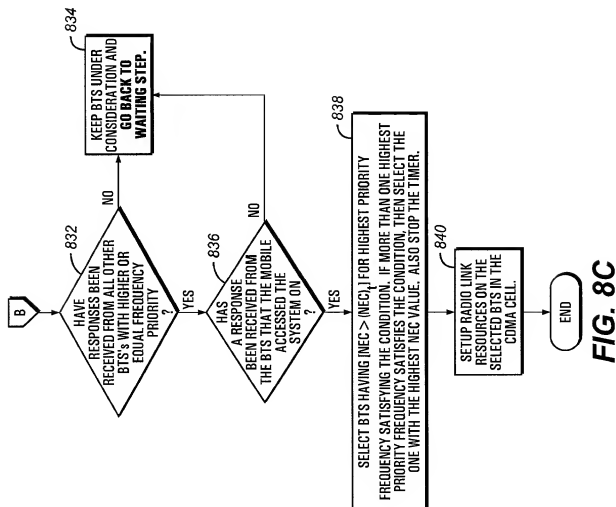 B
832
HAVE
RESPONSES BEEN
RECEIVED FROM ALL OTHER
BTS's WITH HIGHER OR
EQUAL FREQUENCY
PRIORITY
?
NO
834
KEEP BTS UNDER
CONSIDERATION AND
GO BACK TO
WAITING STEP.
YES
836
HAS
A RESPONSE
BEEN RECEIVED FROM
THE BTS THAT THE MOBILE
ACCESSED THE
SYSTEM ON
?
NO
YES
838
SELECT BTS HAVING [NEC > (NEC)t] FOR HIGHEST PRIORITY
FREQUENCY SATISFYING THE CONDITION. IF MORE THAN ONE HIGHEST
PRIORITY FREQUENCY SATISFIES THE CONDITION, THEN SELECT THE
ONE WITH THE HIGHEST NEC VALUE. ALSO STOP THE TIMER.
840
SETUP RADIO LINK
RESOURCES ON THE
SELECTED BTS IN THE
CDMA CELL.
END
FIG. 8C